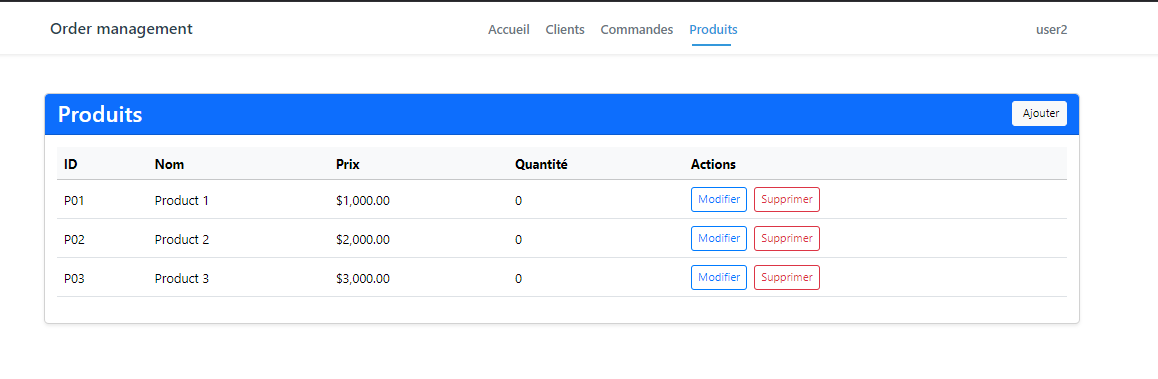 Order management Accueil Clients Commandes Produits user2
Produits Ajouter
ID Nom Prix Quantité Actions
P01 Product 1 $1,000.00 0 Modifier Supprimer
P02 Product 2 $2,000.00 0 Modifier Supprimer
P03 Product 3 $3,000.00 0 Modifier Supprimer